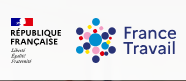 RÉPUBLIQUE
FRANÇAISE
Liberté
Égalité
Fraternité
France
Travail